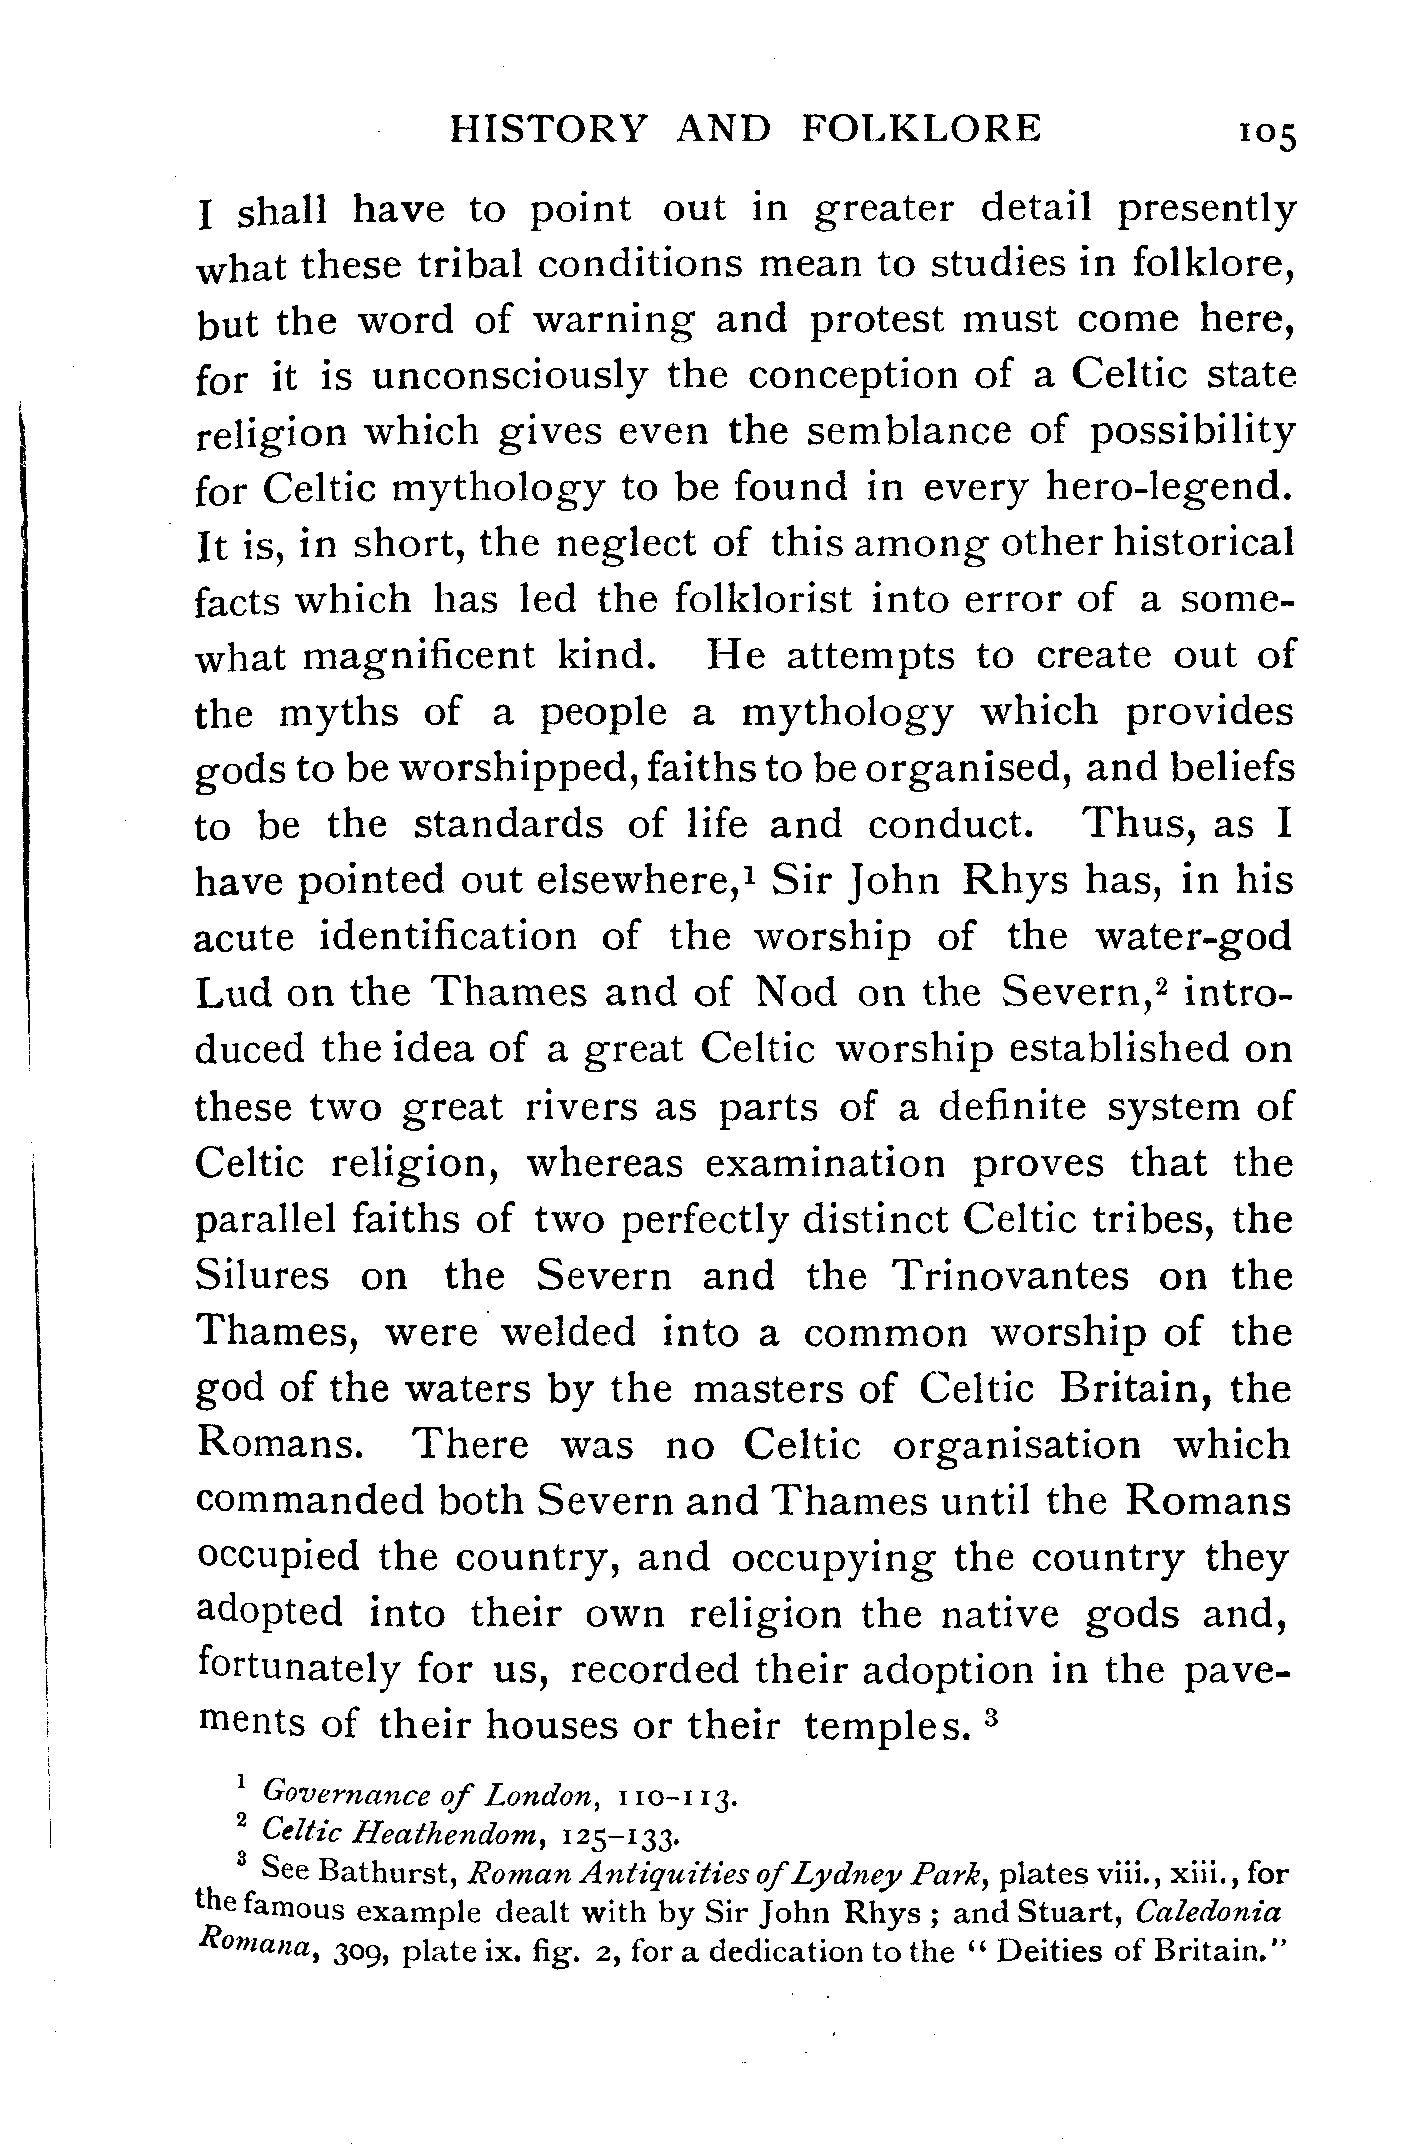 HISTORY AND FOLKLORE 105
I shall have to point out in greater detail presently
what these tribal conditions mean to studies in folklore,
but the word of warning and protest must come here,
for it is unconsciously the conception of a Celtic state
religion which gives even the semblance of possibility
for Celtic mythology to be found in every hero-legend.
It is, in short, the neglect of this among other historical
facts which has led the folklorist into error of a some-
what magnificent kind. He attempts to create out of
the myths of a people a mythology which provides
gods to be worshipped, faiths to be organised, and beliefs
to be the standards of life and conduct. Thus, as I
have pointed out elsewhere,¹ Sir John Rhys has, in his
acute identification of the worship of the water-god
Lud on the Thames and of Nod on the Severn,² intro-
duced the idea of a great Celtic worship established on
these two great rivers as parts of a definite system of
Celtic religion, whereas examination proves that the
parallel faiths of two perfectly distinct Celtic tribes, the
Silures on the Severn and the Trinovantes on the
Thames, were welded into a common worship of the
god of the waters by the masters of Celtic Britain, the
Romans. There was no Celtic organisation which
commanded both Severn and Thames until the Romans
occupied the country, and occupying the country they
adopted into their own religion the native gods and,
fortunately for us, recorded their adoption in the pave-
ments of their houses or their temples. ³
¹ Governance of London, 110–113.
² Celtic Heathendom, 125–133.
³ See Bathurst, Roman Antiquities of Lydney Park, plates viii., xiii., for
the famous example dealt with by Sir John Rhys ; and Stuart, Caledonia
Romana, 309, plate ix. fig. 2, for a dedication to the “ Deities of Britain.”